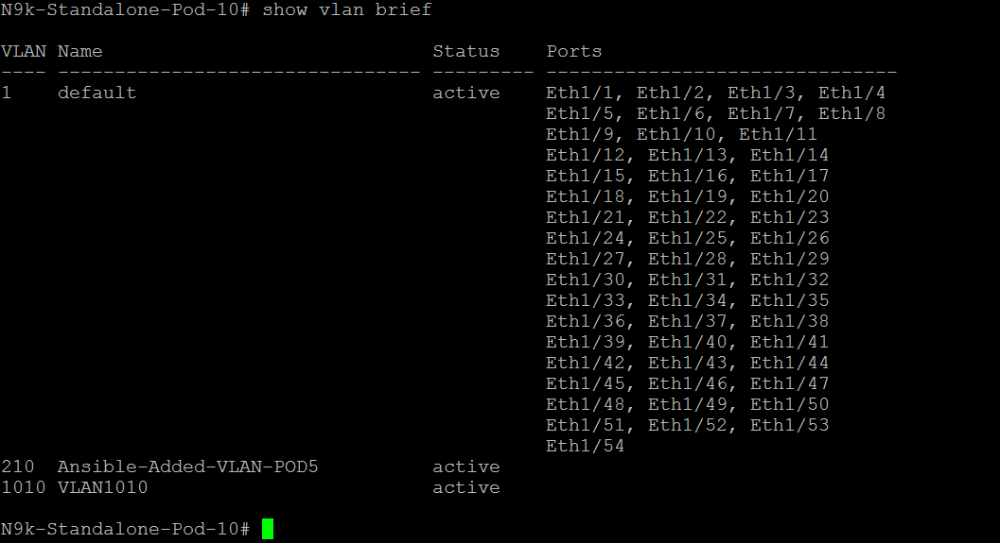 N9k-Standalone-Pod-10# show vlan brief
VLAN Name                             Status    Ports
---- -------------------------------- --------- -------------------------------
1    default                          active    Eth1/1, Eth1/2, Eth1/3, Eth1/4
                                                Eth1/5, Eth1/6, Eth1/7, Eth1/8
                                                Eth1/9, Eth1/10, Eth1/11
                                                Eth1/12, Eth1/13, Eth1/14
                                                Eth1/15, Eth1/16, Eth1/17
                                                Eth1/18, Eth1/19, Eth1/20
                                                Eth1/21, Eth1/22, Eth1/23
                                                Eth1/24, Eth1/25, Eth1/26
                                                Eth1/27, Eth1/28, Eth1/29
                                                Eth1/30, Eth1/31, Eth1/32
                                                Eth1/33, Eth1/34, Eth1/35
                                                Eth1/36, Eth1/37, Eth1/38
                                                Eth1/39, Eth1/40, Eth1/41
                                                Eth1/42, Eth1/43, Eth1/44
                                                Eth1/45, Eth1/46, Eth1/47
                                                Eth1/48, Eth1/49, Eth1/50
                                                Eth1/51, Eth1/52, Eth1/53
                                                Eth1/54
210  Ansible-Added-VLAN-POD5          active
1010 VLAN1010                         active
N9k-Standalone-Pod-10#